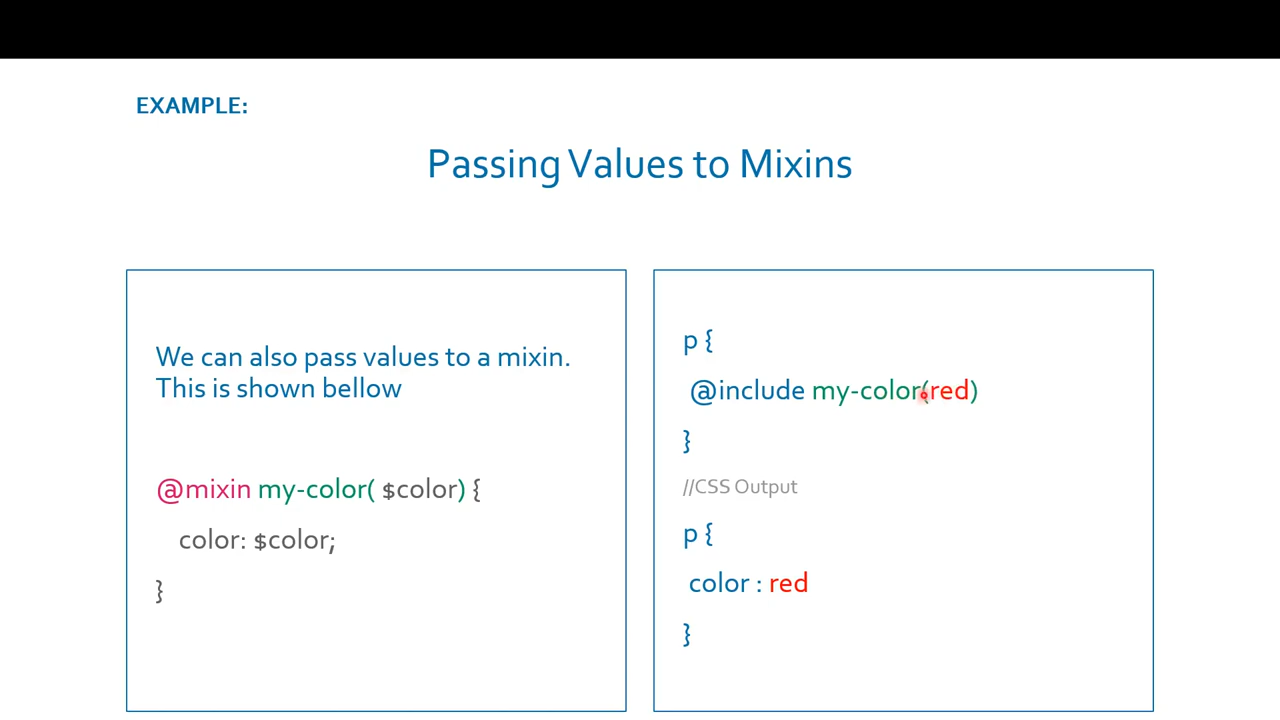 EXAMPLE:
Passing Values to Mixins
We can also pass values to a mixin.
This is shown bellow
@mixin my-color( $color) {
color: $color;
}
p {
@include my-color(red)
}
//CSS Output
p {
color : red
}